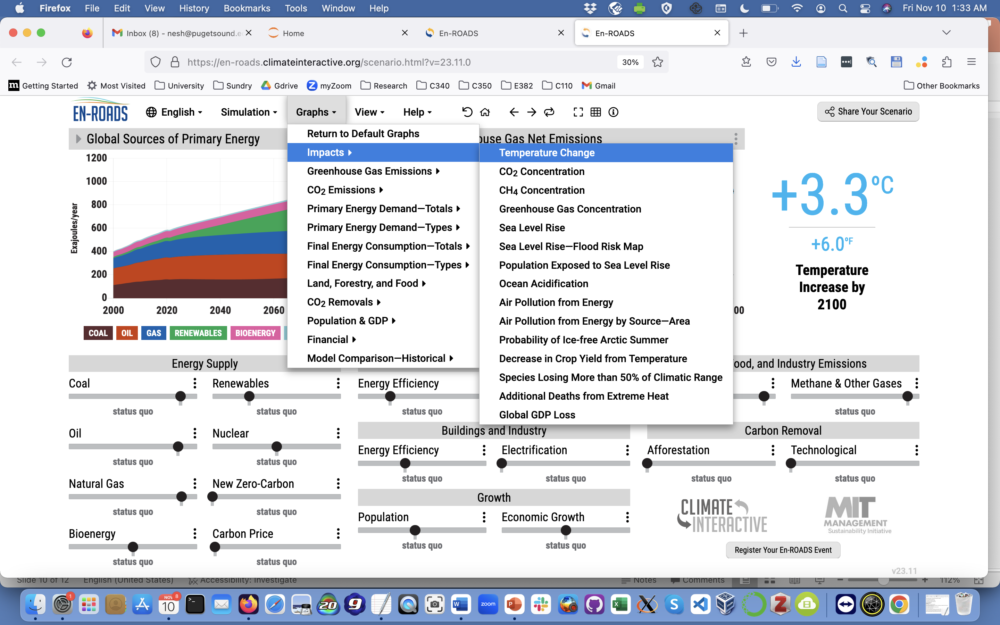 Firefox File Edit View History Bookmarks Tools Window Help Fri Nov 10 1:33 AM
Inbox (8) - nesh@pugetsound.e Home En-ROADS En-ROADS
https://en-roads.climateinteractive.org/scenario.html?v=23.11.0 30%
m Getting Started Most Visited University Sundry Gdrive myZoom Research C340 C350 E382 C110 Gmail Other Bookmarks
EN-ROADS English Simulation Graphs View Help Share Your Scenario
Global Sources of Primary Energy
ouse Gas Net Emissions
Exajoules/year
1200
1000
800
600
400
200
0
2000 2020 2040 2060
00
COAL OIL GAS RENEWABLES BIOENERGY
Return to Default Graphs
Impacts
Greenhouse Gas Emissions
CO2 Emissions
Primary Energy Demand—Totals
Primary Energy Demand—Types
Final Energy Consumption—Totals
Final Energy Consumption—Types
Land, Forestry, and Food
CO2 Removals
Population & GDP
Financial
Model Comparison—Historical
Temperature Change
CO2 Concentration
CH4 Concentration
Greenhouse Gas Concentration
Sea Level Rise
Sea Level Rise—Flood Risk Map
Population Exposed to Sea Level Rise
Ocean Acidification
Air Pollution from Energy
Air Pollution from Energy by Source—Area
Probability of Ice-free Arctic Summer
Decrease in Crop Yield from Temperature
Species Losing More than 50% of Climatic Range
Additional Deaths from Extreme Heat
Global GDP Loss
+3.3°C
+6.0°F
Temperature
Increase by
2100
Energy Supply
Coal Renewables
status quo status quo
Oil Nuclear
status quo status quo
Natural Gas New Zero-Carbon
status quo status quo
Bioenergy Carbon Price
status quo status quo
Energy Efficiency
status quo
Buildings and Industry
Energy Efficiency Electrification
status quo status quo
Growth
Population Economic Growth
status quo status quo
ood, and Industry Emissions
Methane & Other Gases
status quo
Carbon Removal
Afforestation Technological
status quo status quo
CLIMATE
INTERACTIVE
MIT
MANAGEMENT
Sustainability Initiative
Register Your En-ROADS Event
v23.11
Slide 10 of 12 English (United States) Accessibility: Investigate Notes Comments 112%
1
NOV 8
10
20
9
W
zoom
P
X
S
Z